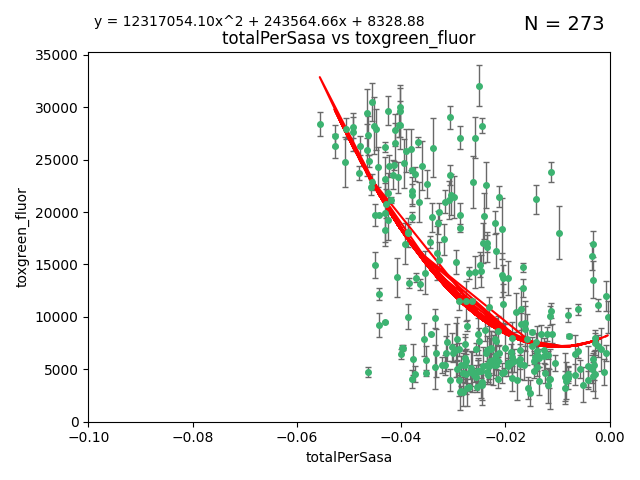 y = 12317054.10x^2 + 243564.66x + 8328.88
N = 273
totalPerSasa vs toxgreen_fluor
35000
30000
25000
20000
15000
10000
5000
0
toxgreen_fluor
−0.10
−0.08
−0.06
−0.04
−0.02
0.00
totalPerSasa